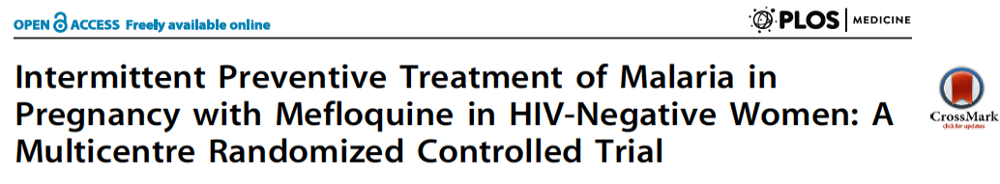 OPEN ACCESS Freely available online
PLOS MEDICINE
Intermittent Preventive Treatment of Malaria in
Pregnancy with Mefloquine in HIV-Negative Women: A
Multicentre Randomized Controlled Trial
CrossMark
click for updates